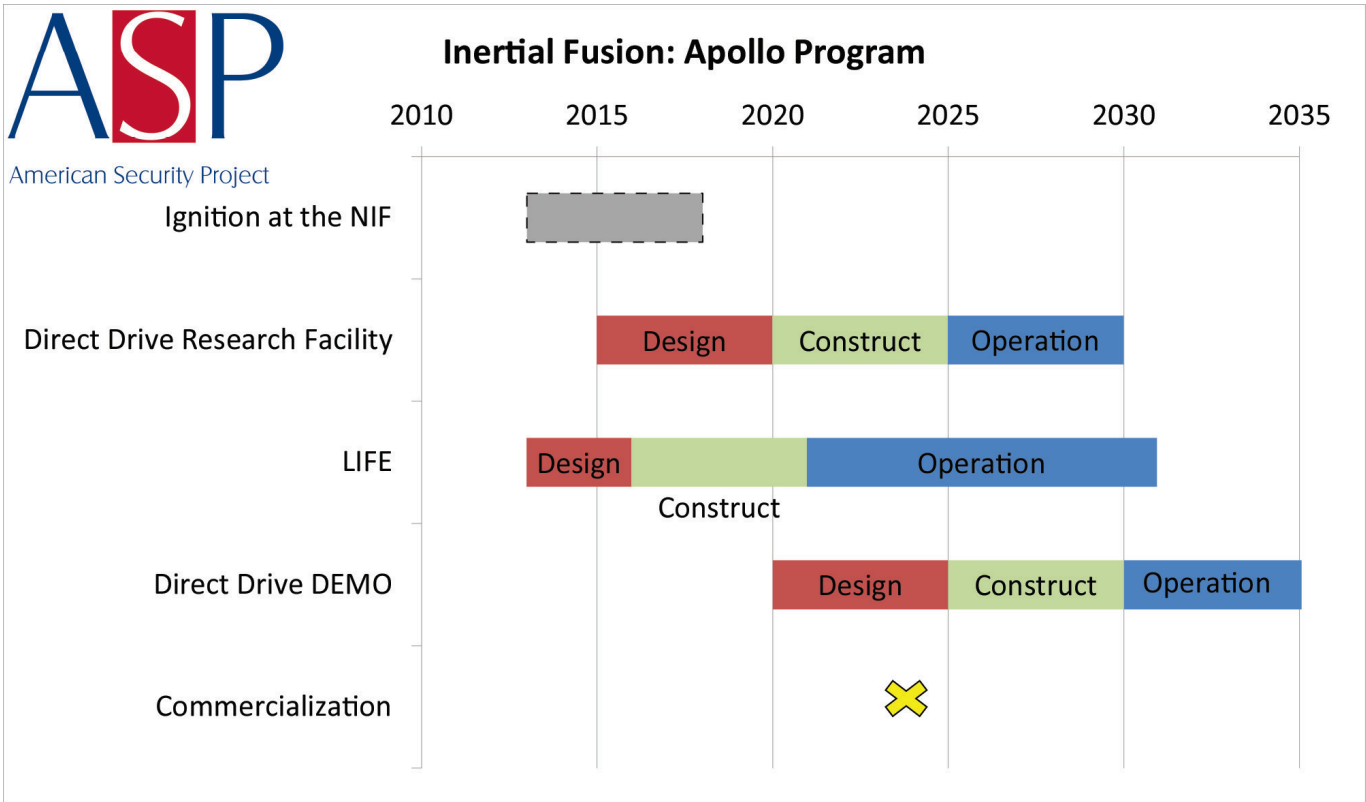 ASP
American Security Project
Inertial Fusion: Apollo Program
2010 2015 2020 2025 2030 2035
Ignition at the NIF
Direct Drive Research Facility Design Construct Operation
LIFE Design Operation
Construct
Direct Drive DEMO Design Construct Operation
Commercialization